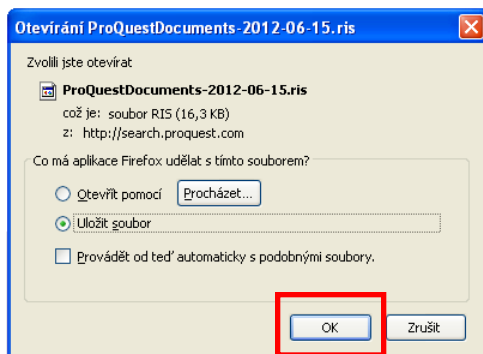 Otevírání ProQuestDocuments-2012-06-15.ris
Zvolili jste otevírat
ProQuestDocuments-2012-06-15.ris
což je: soubor RIS (16,3 KB)
z: http://search.proquest.com
Co má aplikace Firefox udělat s tímto souborem?
Otevřít pomocí Procházet...
Uložit soubor
Provádět od teď automaticky s podobnými soubory.
OK Zrušit